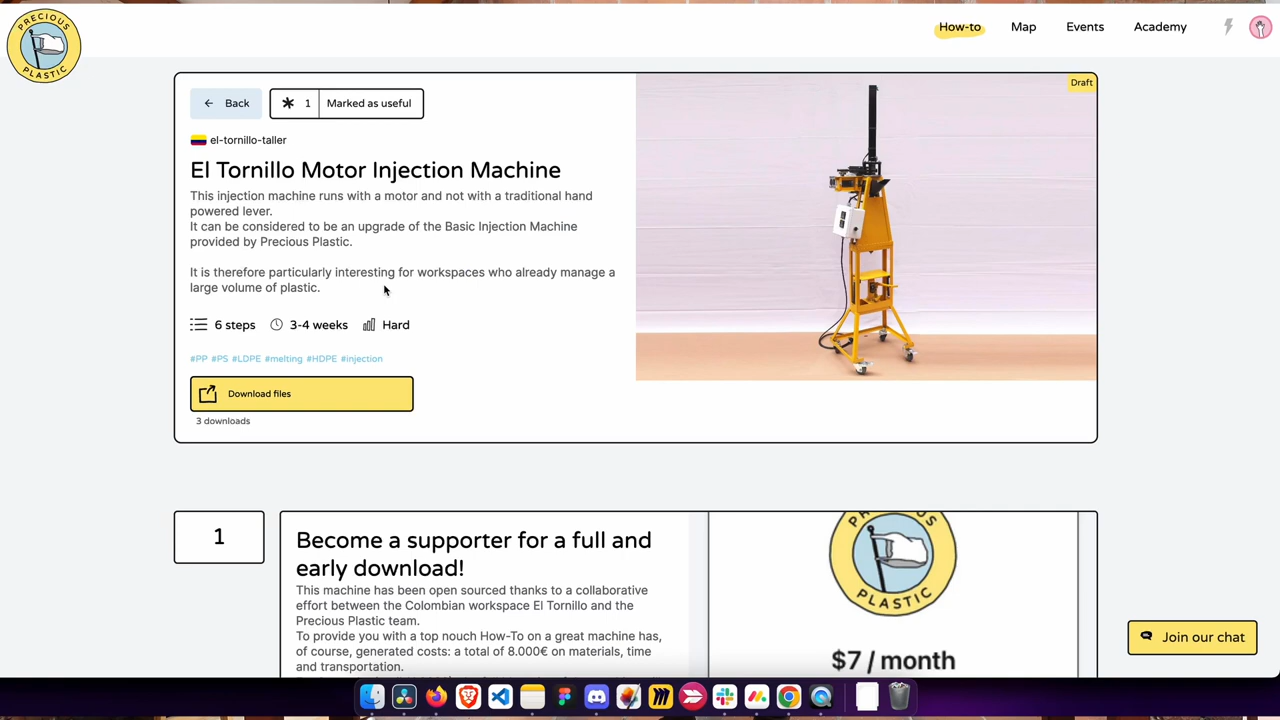 PRECIOUS
PLASTIC
How-to
Map
Events
Academy
Back
1
Marked as useful
Draft
el-tornillo-taller
El Tornillo Motor Injection Machine
This injection machine runs with a motor and not with a traditional hand
powered lever.
It can be considered to be an upgrade of the Basic Injection Machine
provided by Precious Plastic.
It is therefore particularly interesting for workspaces who already manage a
large volume of plastic.
6 steps
3-4 weeks
Hard
#PP #PS #LDPE #melting #HDPE #injection
Download files
3 downloads
1
Become a supporter for a full and
early download!
This machine has been open sourced thanks to a collaborative
effort between the Colombian workspace El Tornillo and the
Precious Plastic team.
To provide you with a top nouch How-To on a great machine has,
of course, generated costs: a total of 8.000€ on materials, time
and transportation.
PLASTIC
$7 / month
Join our chat